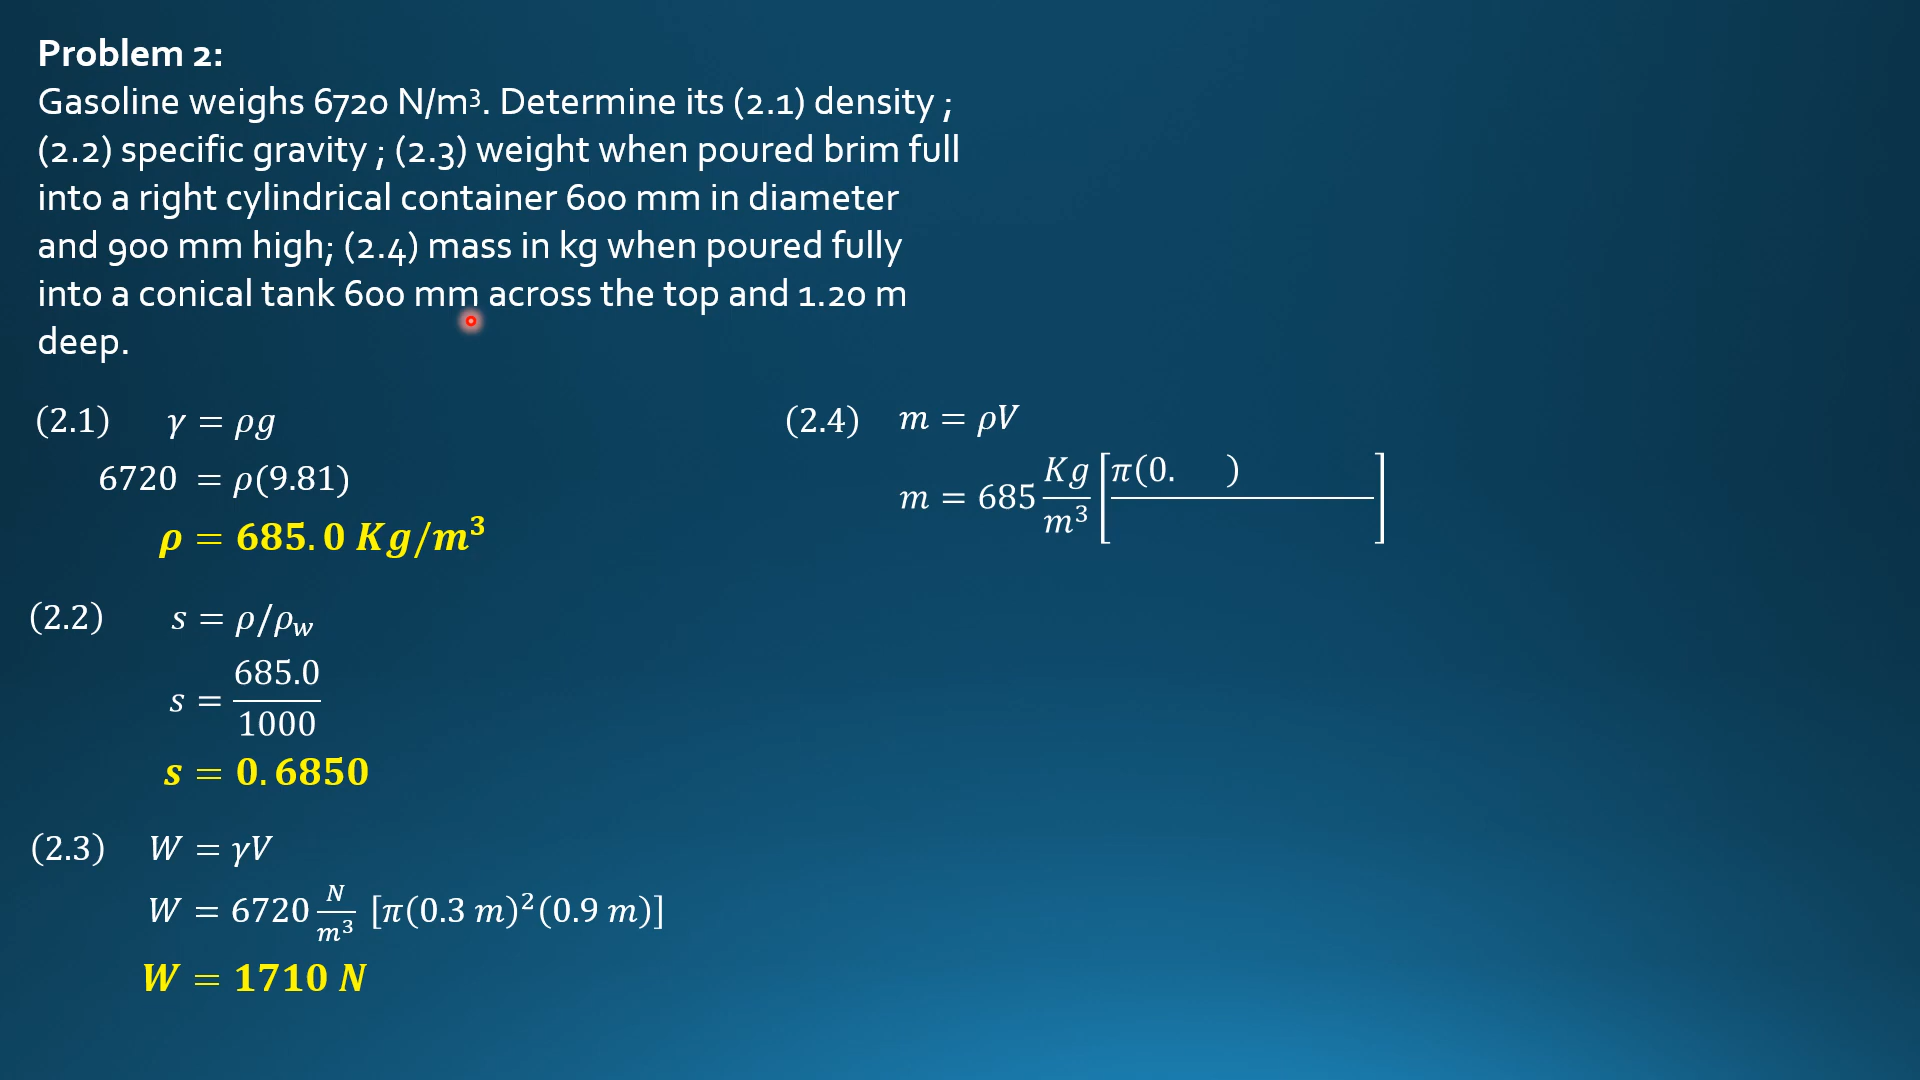 Problem 2:
Gasoline weighs 6720 N/m³. Determine its (2.1) density ;
(2.2) specific gravity ; (2.3) weight when poured brim full
into a right cylindrical container 600 mm in diameter
and 900 mm high; (2.4) mass in kg when poured fully
into a conical tank 600 mm across the top and 1.20 m
deep.
(2.1) γ = ρg
6720 = ρ(9.81)
ρ = 685.0 Kg/m³
(2.2) s = ρ/ρ_w
s = 685.0/1000
s = 0.6850
(2.3) W = γV
W = 6720 N/m³ [π(0.3 m)²(0.9 m)]
W = 1710 N
(2.4) m = ρV
m = 685 Kg/m³ [π(0. )]